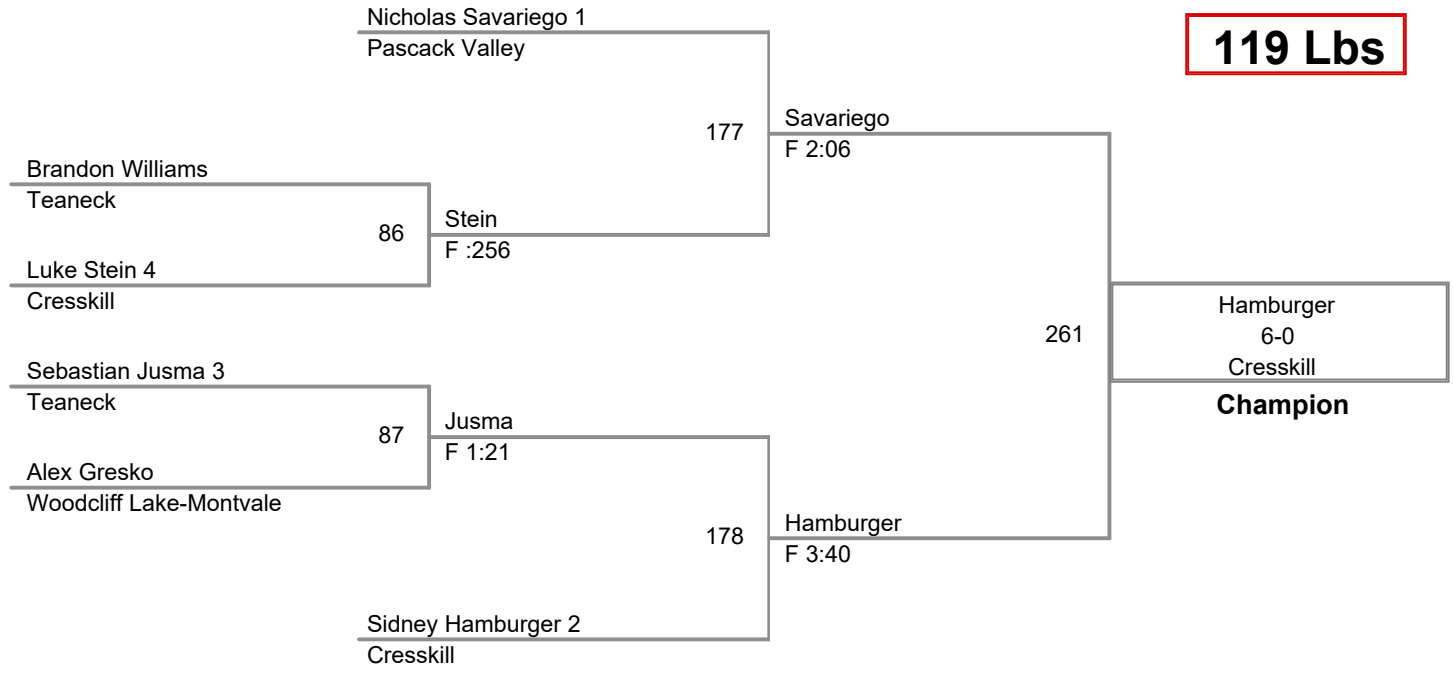 Nicholas Savariego 1
Pascack Valley
119 Lbs
177
Savariego
F 2:06
Brandon Williams
Teaneck
86
Stein
F :256
Luke Stein 4
Cresskill
261
Hamburger
6-0
Cresskill
Champion
Sebastian Jusma 3
Teaneck
87
Jusma
F 1:21
Alex Gresko
Woodcliff Lake-Montvale
178
Hamburger
F 3:40
Sidney Hamburger 2
Cresskill